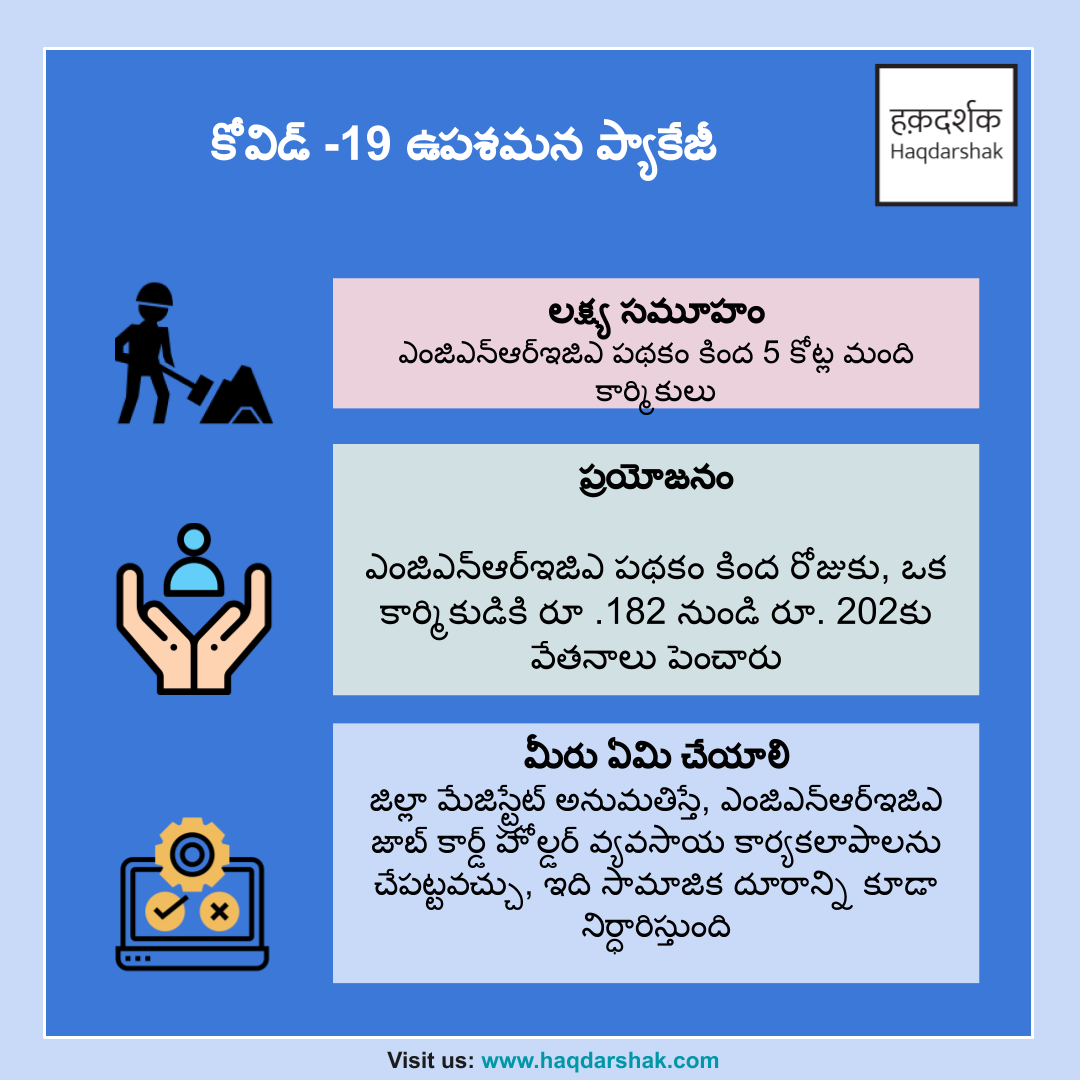 కోవిడ్ -19 ఉపశమన ప్యాకేజీ
हक़दर्शक
Haqdarshak
లక్ష్య సమూహం
ఎంజిఎన్ఆర్ఇజిఎ పథకం కింద 5 కోట్ల మంది
కార్మికులు
ప్రయోజనం
ఎంజిఎన్ఆర్ఇజిఎ పథకం కింద రోజుకు, ఒక
కార్మికుడికి రూ .182 నుండి రూ. 202కు
వేతనాలు పెంచారు
మీరు ఏమి చేయాలి
జిల్లా మేజిస్ట్రేట్ అనుమతిస్తే, ఎంజిఎన్ఆర్ఇజిఎ
జాబ్ కార్డ్ హోల్డర్ వ్యవసాయ కార్యకలాపాలను
చేపట్టవచ్చు, ఇది సామాజిక దూరాన్ని కూడా
నిర్ధారిస్తుంది
Visit us: www.haqdarshak.com